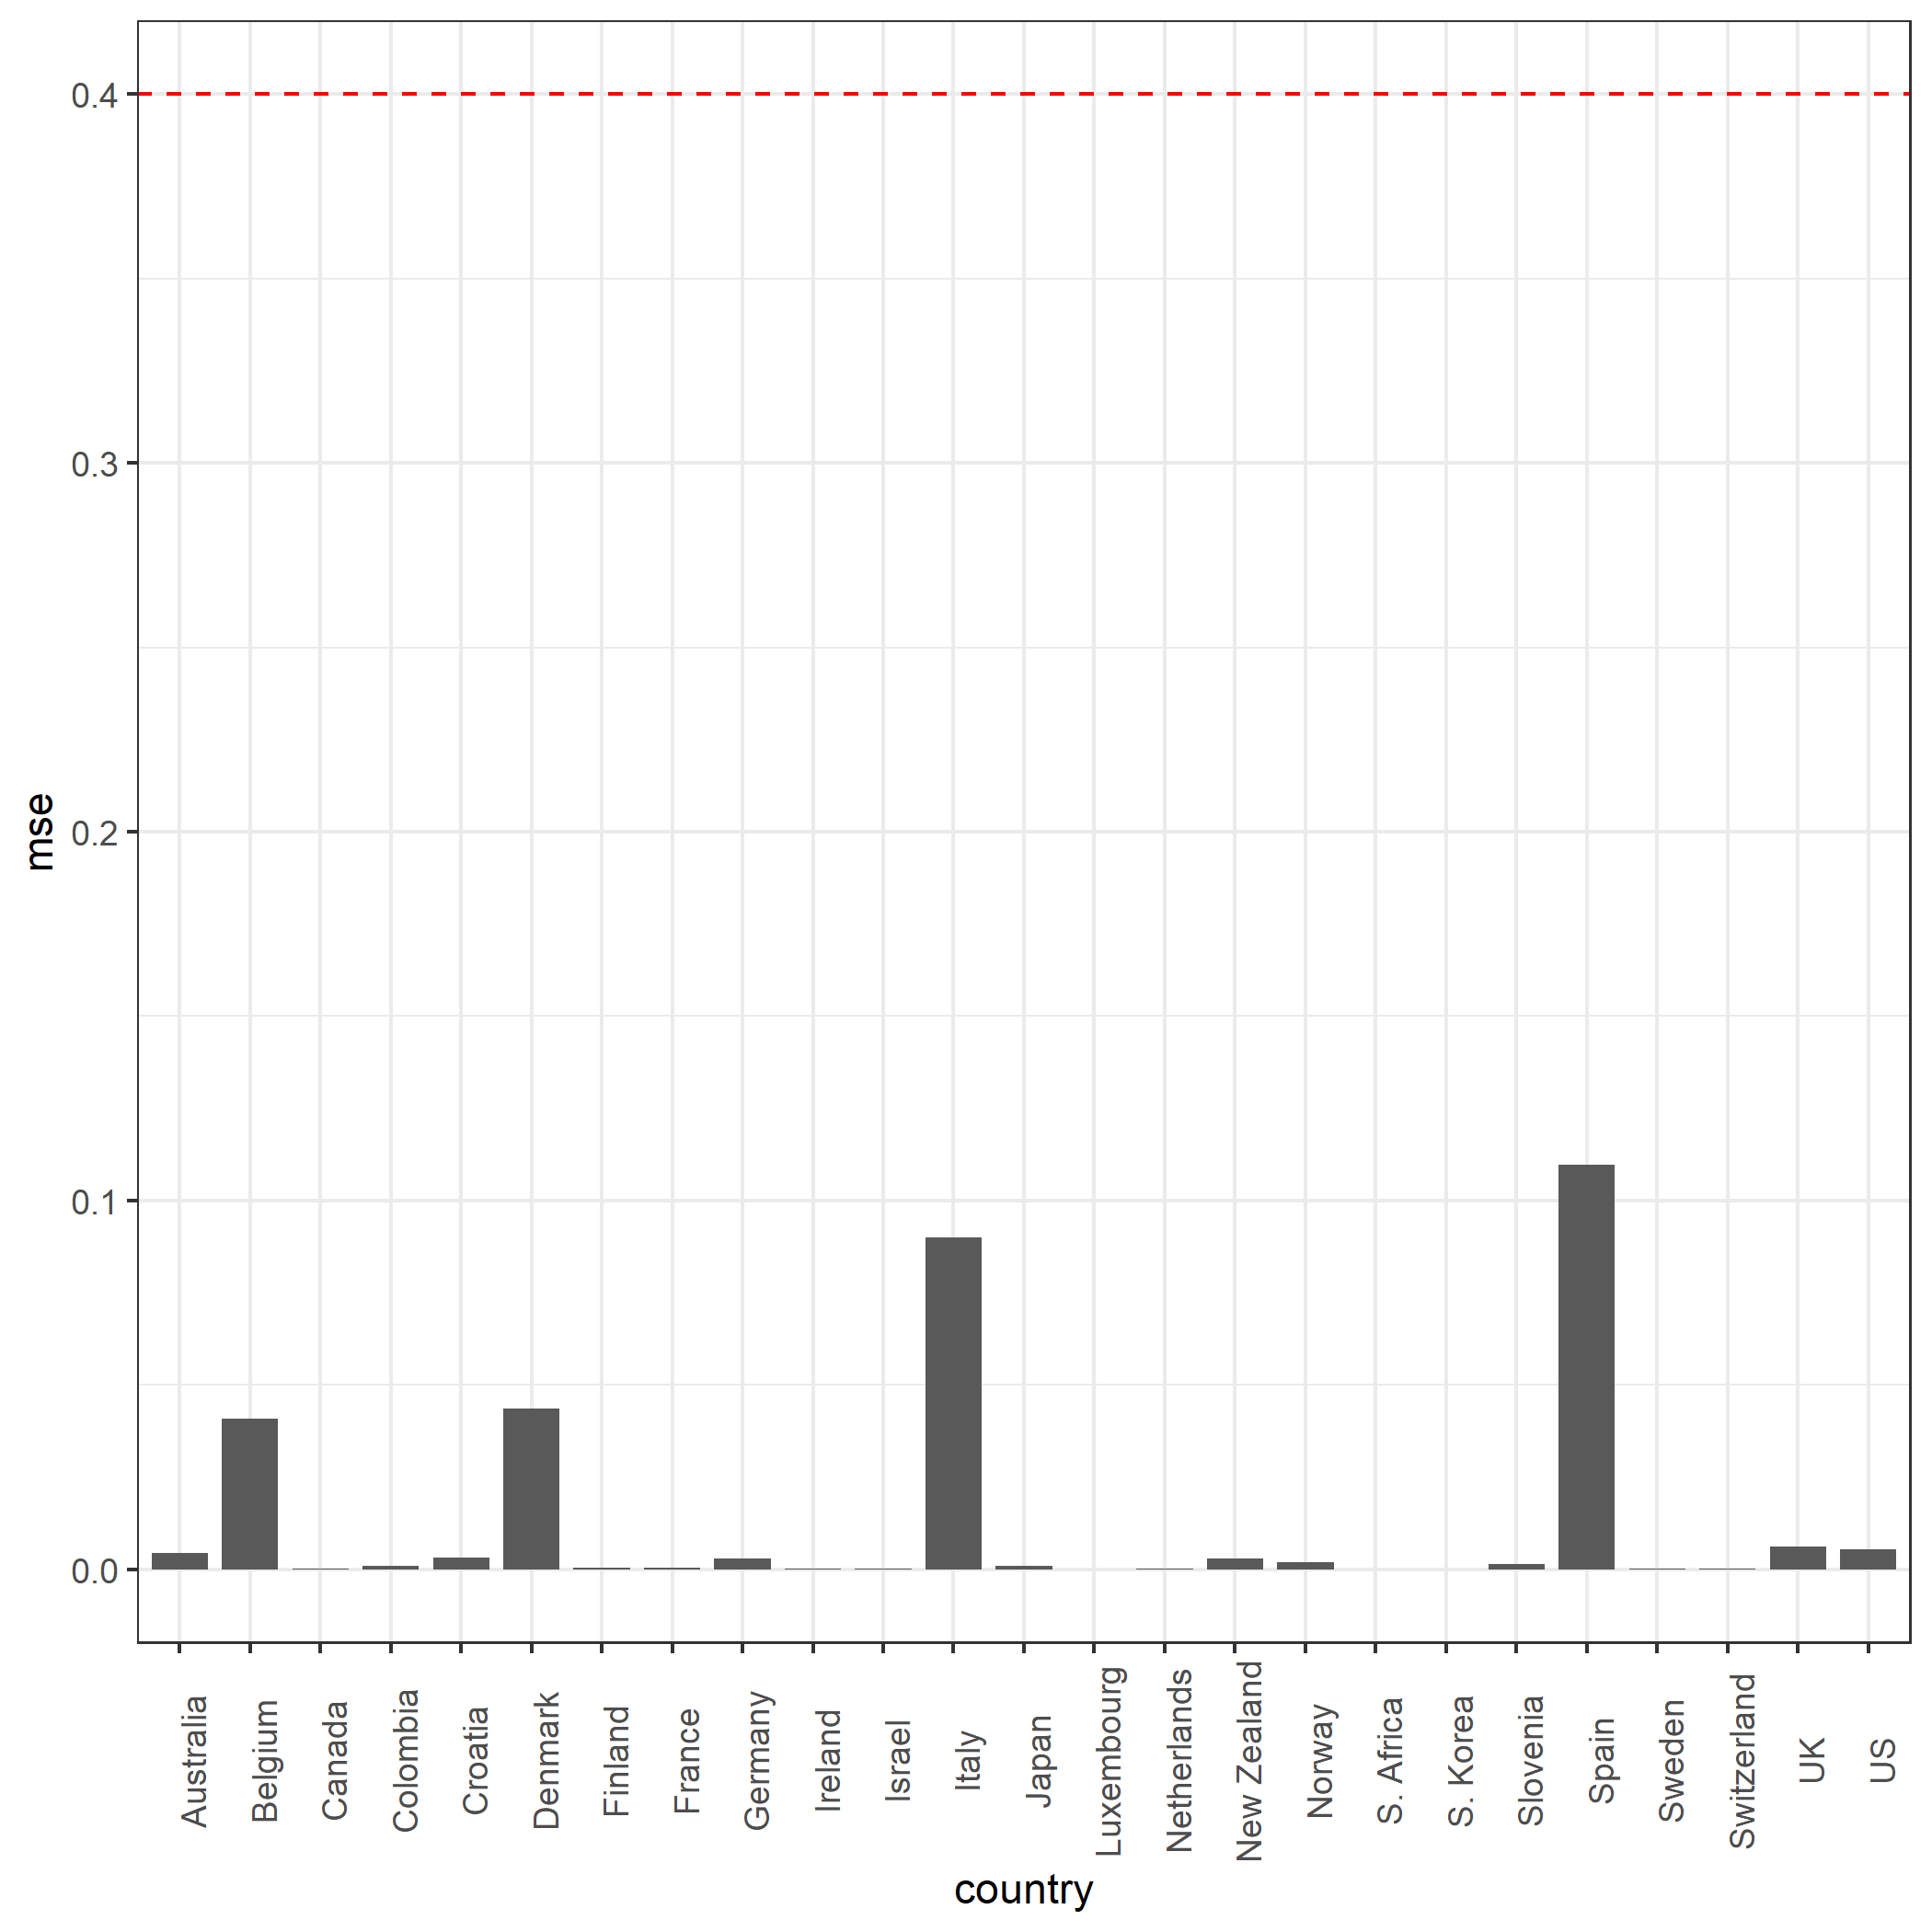 mse
0.4
0.3
0.2
0.1
0.0
Australia
Belgium
Canada
Colombia
Croatia
Denmark
Finland
France
Germany
Ireland
Israel
Italy
Japan
Luxembourg
Netherlands
New Zealand
Norway
S. Africa
S. Korea
Slovenia
Spain
Sweden
Switzerland
UK
US
country